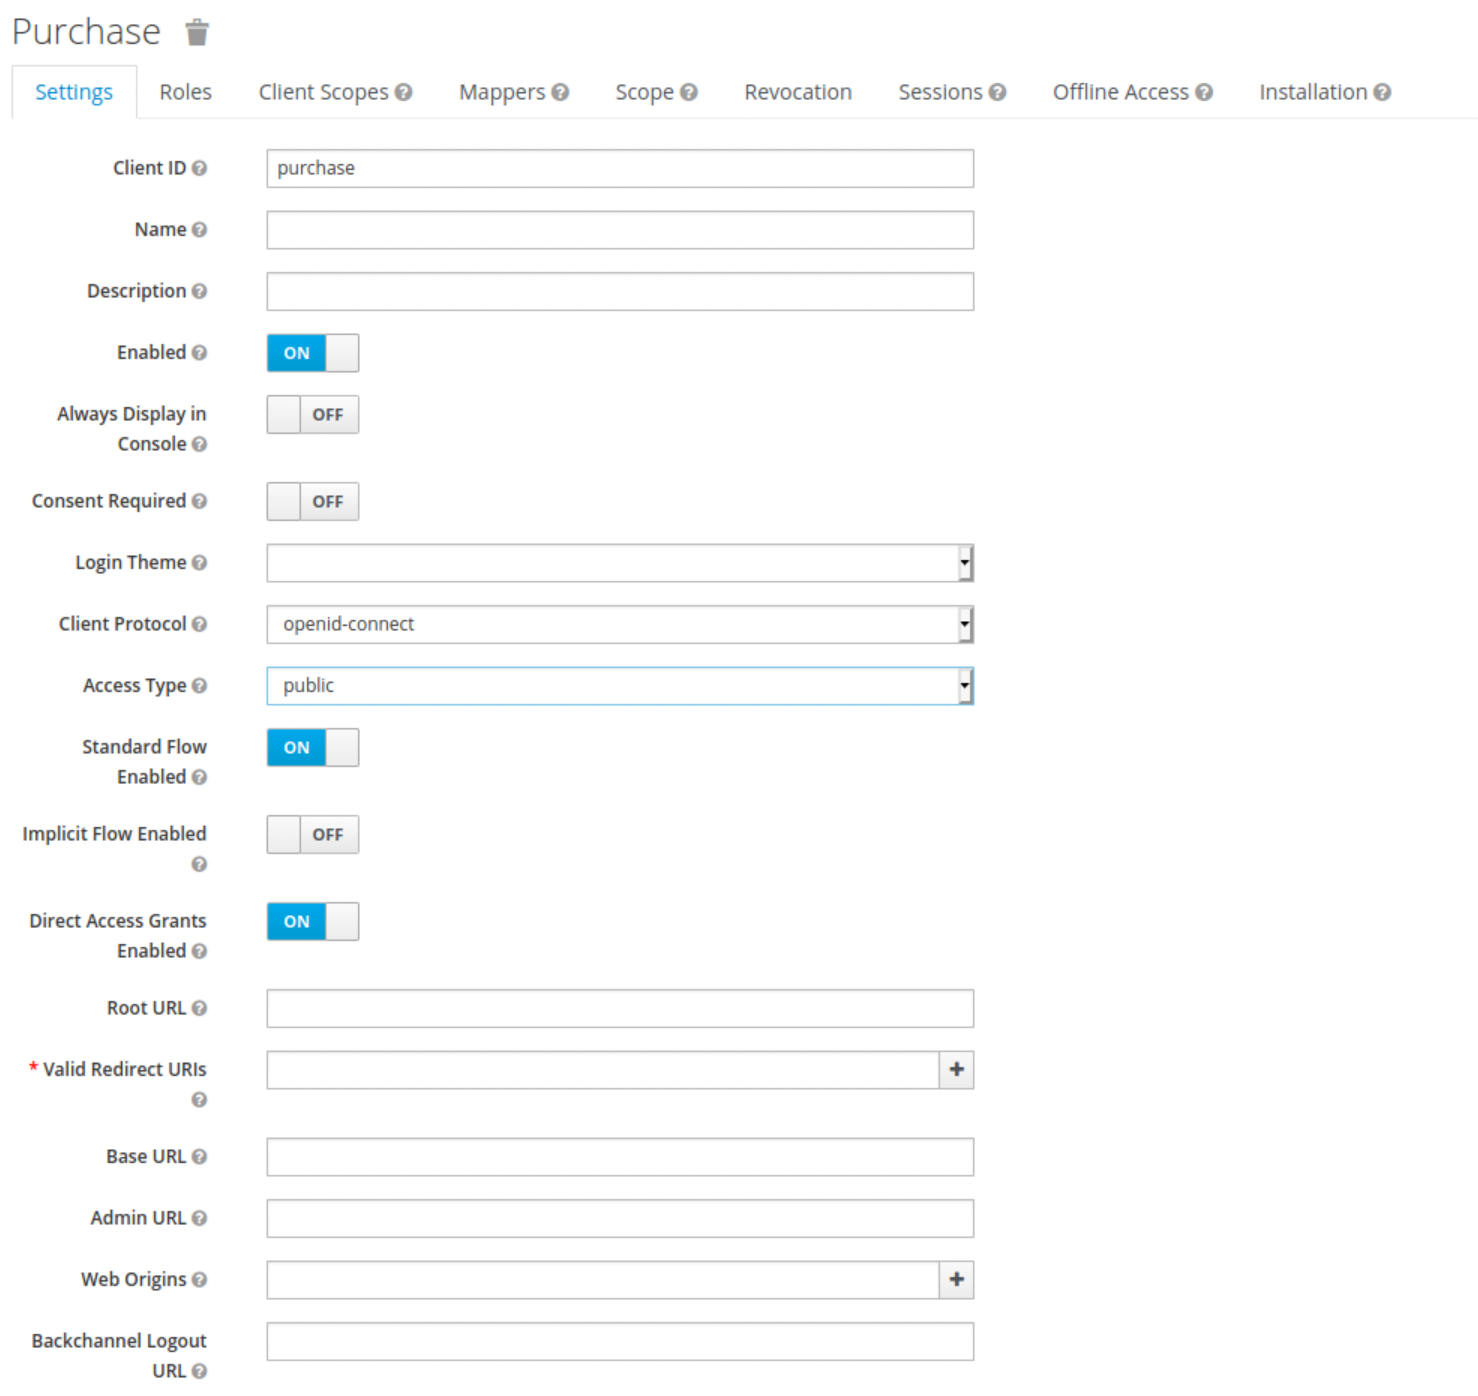 Purchase
Settings Roles Client Scopes Mappers Scope Revocation Sessions Offline Access Installation
Client ID purchase
Name
Description
Enabled ON
Always Display in
Console
OFF
Consent Required OFF
Login Theme
Client Protocol openid-connect
Access Type public
Standard Flow
Enabled
ON
Implicit Flow Enabled OFF
Direct Access Grants
Enabled
ON
Root URL
* Valid Redirect URIs
Base URL
Admin URL
Web Origins
Backchannel Logout
URL